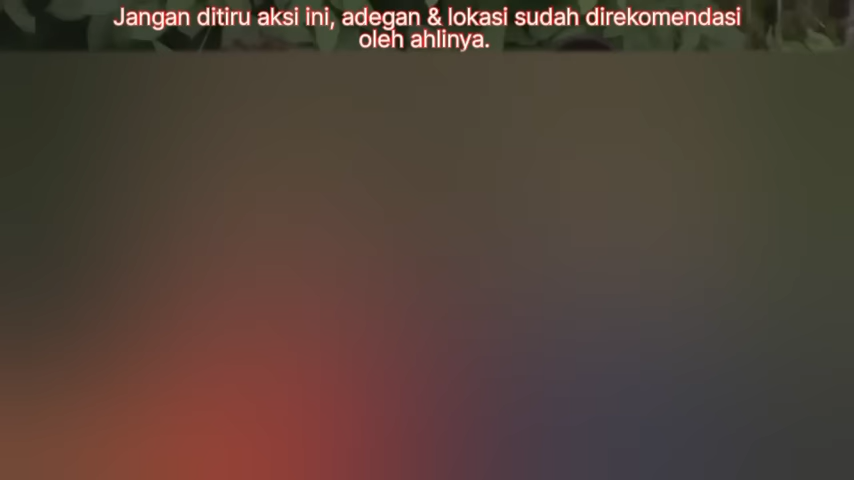 Jangan ditiru aksi ini, adegan & lokasi sudah direkomendasi
oleh ahlinya.